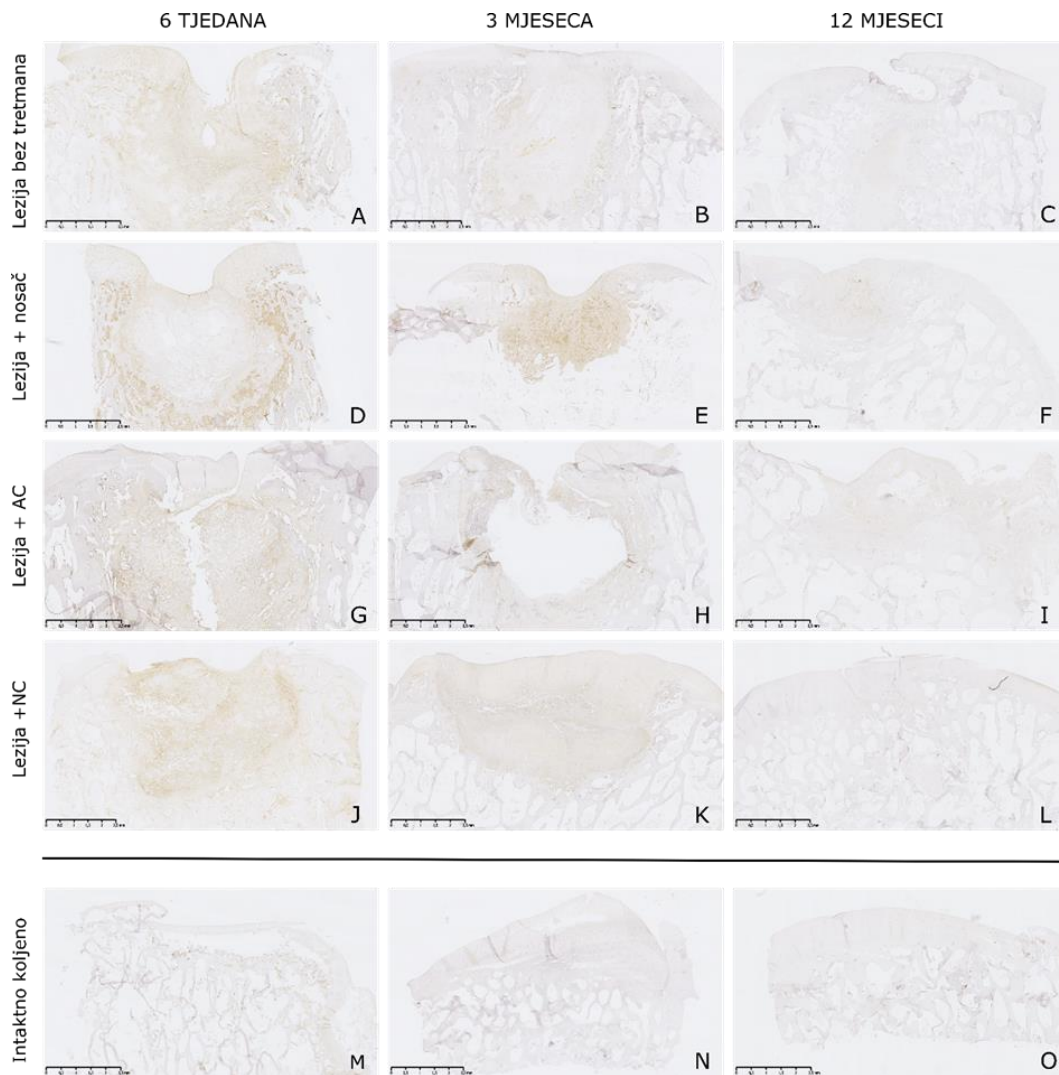 6 TJEDANA 3 MJESECA 12 MJESECI
Lezija bez tretmana
A B C
Lezija + nosač
D E F
Lezija + AC
G H I
Lezija +NC
J K L
Intaktno koljeno
M N O